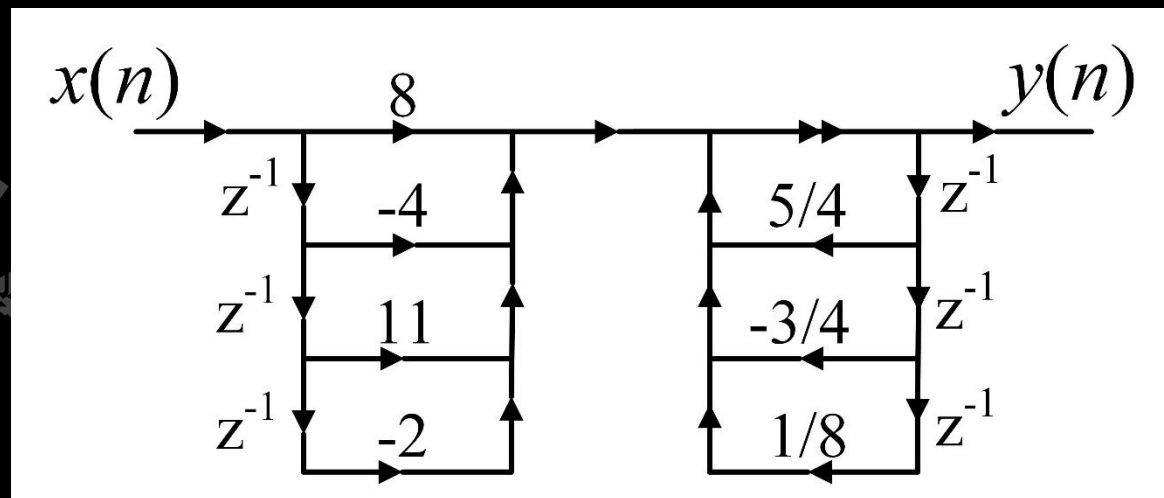 x(n) 8 y(n)
z⁻¹ -4 5/4 z⁻¹
z⁻¹ 11 -3/4 z⁻¹
z⁻¹ -2 1/8 z⁻¹